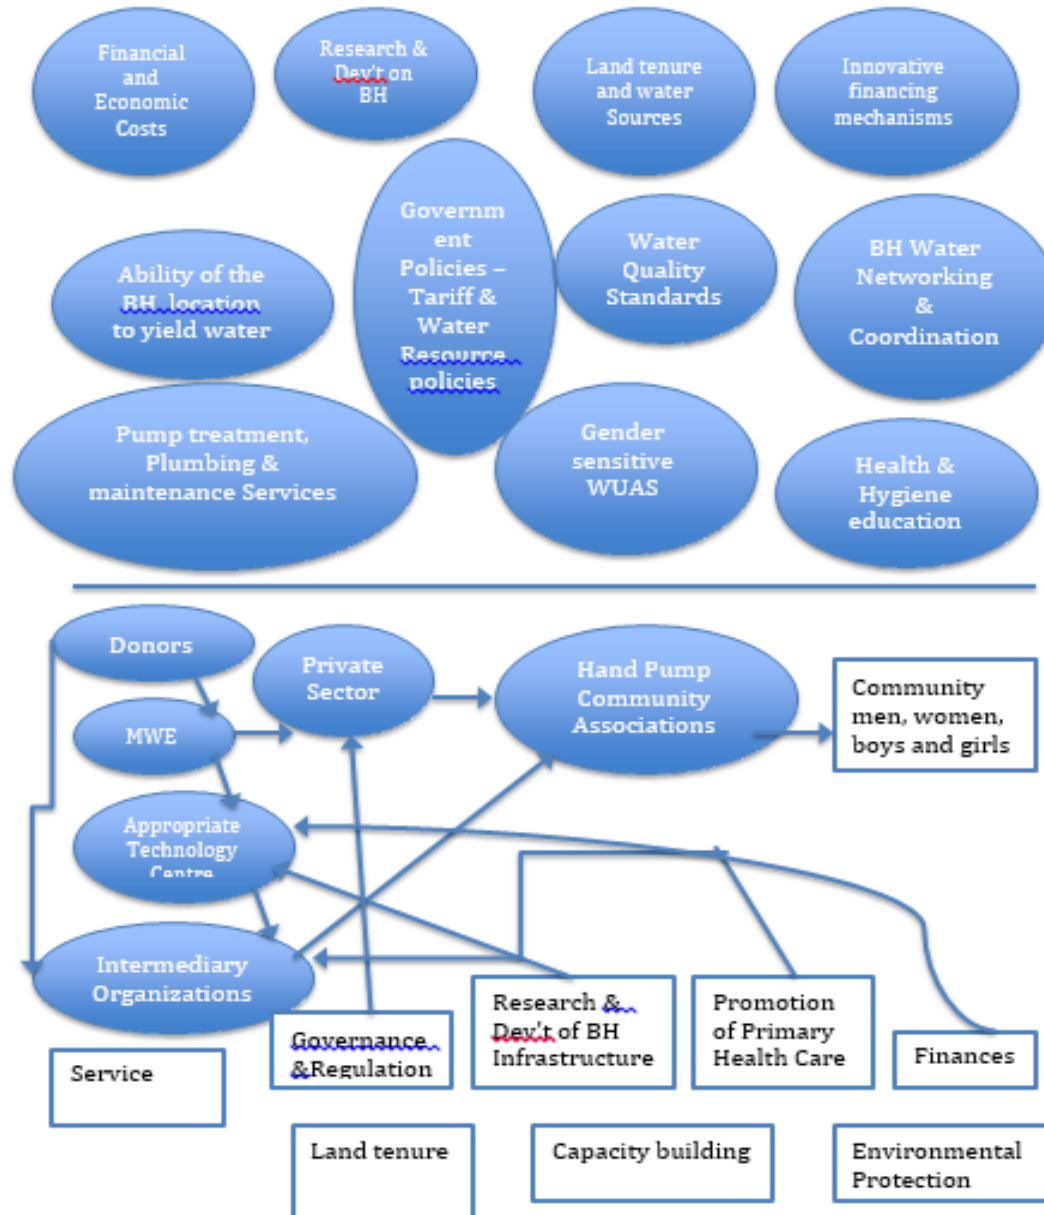 Financial
and
Economic
Costs
Research &
Dev't on
BH
Land tenure
and water
Sources
Innovative
financing
mechanisms
Governm
ent
Policies –
Tariff &
Water
Resource
policies
Water
Quality
Standards
BH Water
Networking
&
Coordination
Ability of the
BH location
to yield water
Pump treatment,
Plumbing &
maintenance Services
Gender
sensitive
WUAS
Health &
Hygiene
education
Donors
Private
Sector
Hand Pump
Community
Associations
Community
men, women,
boys and girls
MWE
Appropriate
Technology
Centre
Intermediary
Organizations
Service
Governance
&Regulation
Research &
Dev't of BH
Infrastructure
Promotion
of Primary
Health Care
Finances
Land tenure
Capacity building
Environmental
Protection